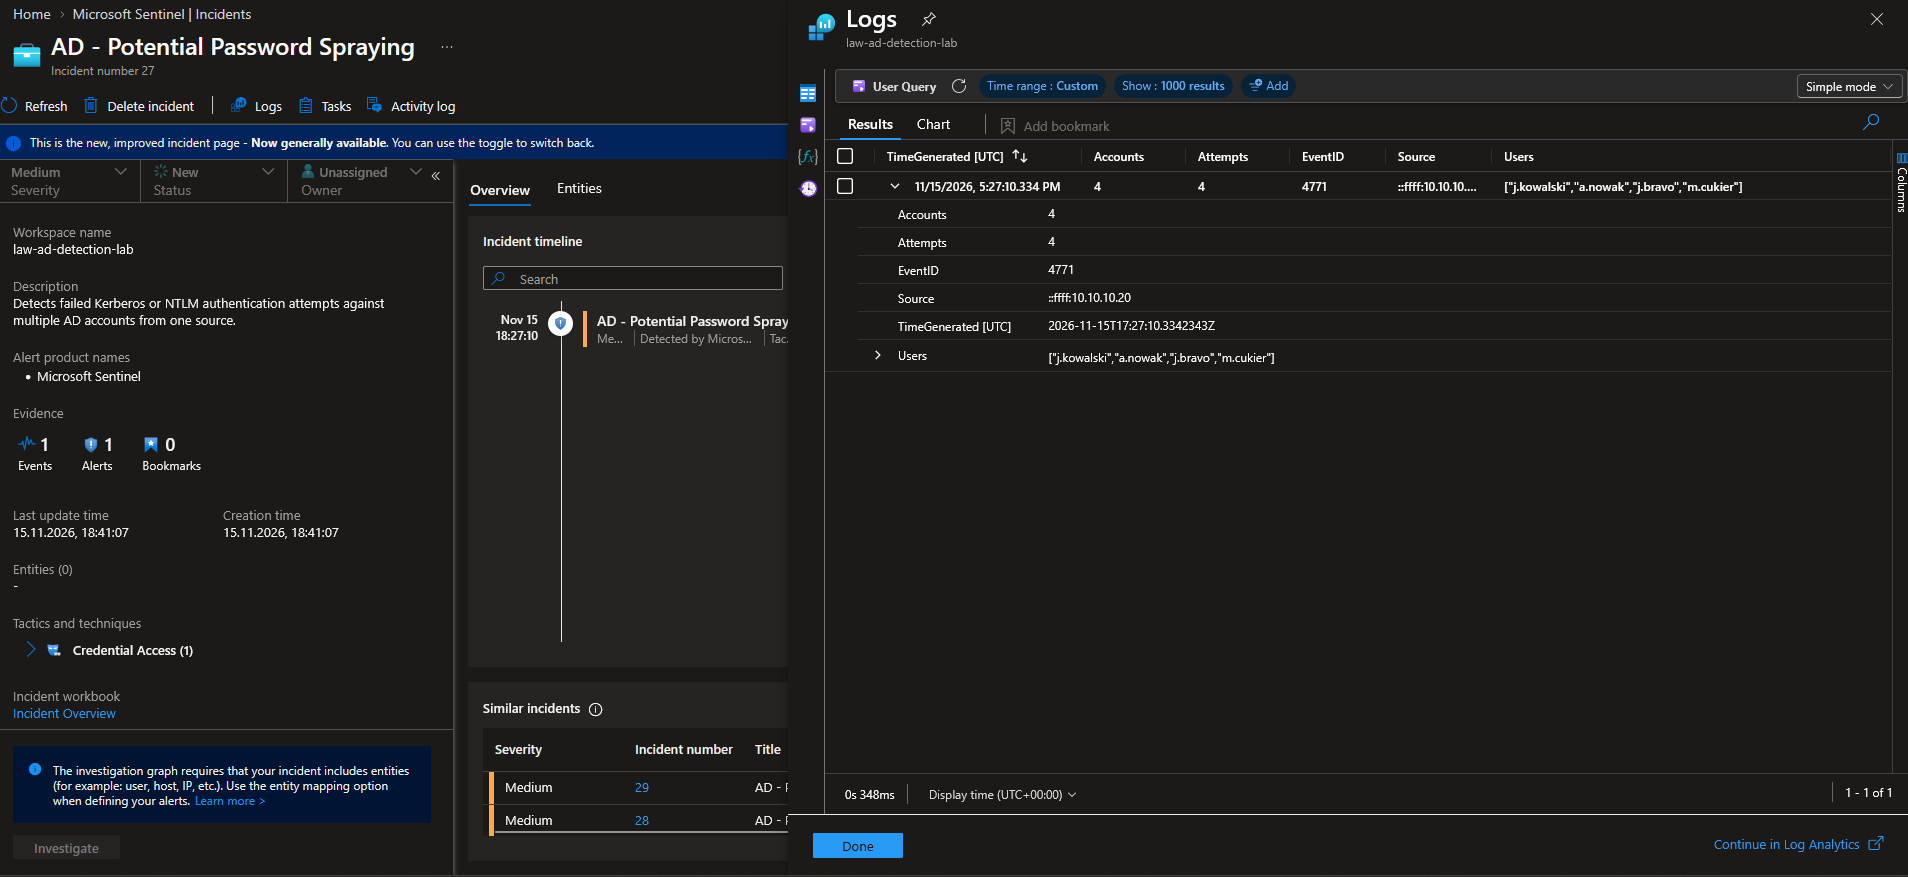 Home > Microsoft Sentinel | Incidents
AD - Potential Password Spraying ...
Incident number 27
Refresh Delete incident Logs Tasks Activity log
This is the new, improved incident page - Now generally available. You can use the toggle to switch back.
Medium
Severity
New
Status
Unassigned
Owner
Workspace name
law-ad-detection-lab
Description
Detects failed Kerberos or NTLM authentication attempts against
multiple AD accounts from one source.
Alert product names
• Microsoft Sentinel
Evidence
1 1 0
Events Alerts Bookmarks
Last update time Creation time
15.11.2026, 18:41:07 15.11.2026, 18:41:07
Entities (0)
-
Tactics and techniques
Credential Access (1)
Incident workbook
Incident Overview
The investigation graph requires that your incident includes entities
(for example: user, host, IP, etc.). Use the entity mapping option
when defining your alerts. Learn more >
Investigate
Overview Entities
Incident timeline
Search
Nov 15
18:27:10
AD - Potential Password Spray
Me... Detected by Micros... Tac.
Similar incidents
Severity Incident number Title
Medium 29 AD - F
Medium 28 AD - F
Logs
law-ad-detection-lab
User Query Time range : Custom Show : 1000 results Add Simple mode
Results Chart Add bookmark
TimeGenerated [UTC] Accounts Attempts EventID Source Users
11/15/2026, 5:27:10.334 PM 4 4 4771 ::ffff:10.10.10.... ["j.kowalski","a.nowak","j.bravo","m.cukier"]
Accounts 4
Attempts 4
EventID 4771
Source ::ffff:10.10.10.20
TimeGenerated [UTC] 2026-11-15T17:27:10.3342343Z
Users ["j.kowalski","a.nowak","j.bravo","m.cukier"]
Columns
0s 348ms Display time (UTC+00:00) 1 - 1 of 1
Done Continue in Log Analytics